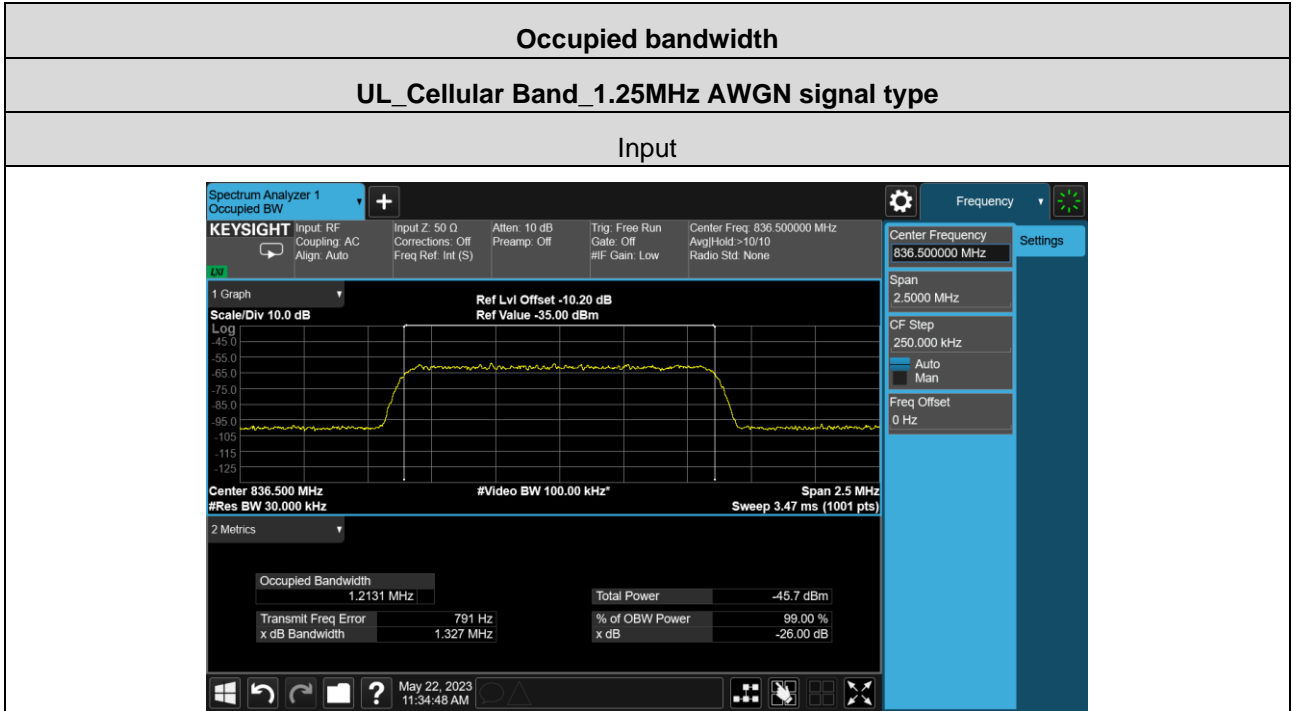 Occupied bandwidth
UL_Cellular Band_1.25MHz AWGN signal type
Input
Spectrum Analyzer 1
Occupied BW
Frequency
KEYSIGHT Input: RF Input Z: 50 Ω Atten: 10 dB Trig: Free Run Center Freq: 836.500000 MHz
Coupling: AC Corrections: Off Preamp: Off Gate: Off Avg|Hold:>10/10
Align: Auto Freq Ref: Int (S) #IF Gain: Low Radio Std: None
LXI
Center Frequency
836.500000 MHz
Settings
Span
2.5000 MHz
CF Step
250.000 kHz
Auto
Man
Freq Offset
0 Hz
1 Graph
Ref Lvl Offset -10.20 dB
Scale/Div 10.0 dB Ref Value -35.00 dBm
Log
-45.0
-55.0
-65.0
-75.0
-85.0
-95.0
-105
-115
-125
Center 836.500 MHz #Video BW 100.00 kHz* Span 2.5 MHz
#Res BW 30.000 kHz Sweep 3.47 ms (1001 pts)
2 Metrics
Occupied Bandwidth
1.2131 MHz Total Power -45.7 dBm
Transmit Freq Error 791 Hz % of OBW Power 99.00 %
x dB Bandwidth 1.327 MHz x dB -26.00 dB
? May 22, 2023
11:34:48 AM